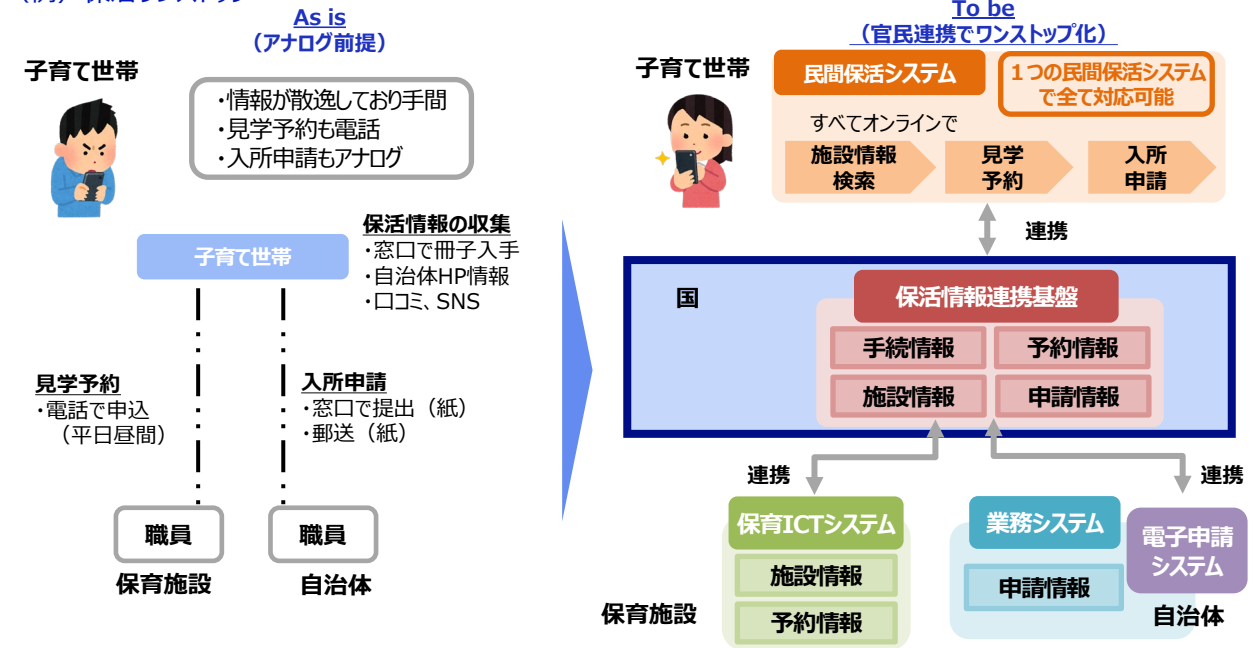 As is
（アナログ前提）
子育て世帯
・情報が散逸しており手間
・見学予約も電話
・入所申請もアナログ
子育て世帯
保活情報の収集
・窓口で冊子入手
・自治体HP情報
・口コミ、SNS
見学予約
・電話で申込
（平日昼間）
入所申請
・窓口で提出（紙）
・郵送（紙）
職員
保育施設
職員
自治体
To be
（官民連携でワンストップ化）
子育て世帯
民間保活システム
１つの民間保活システム
で全て対応可能
すべてオンラインで
施設情報
検索
見学
予約
入所
申請
連携
国
保活情報連携基盤
手続情報
予約情報
施設情報
申請情報
連携
連携
保育ICTシステム
施設情報
予約情報
保育施設
業務システム
申請情報
電子申請
システム
自治体